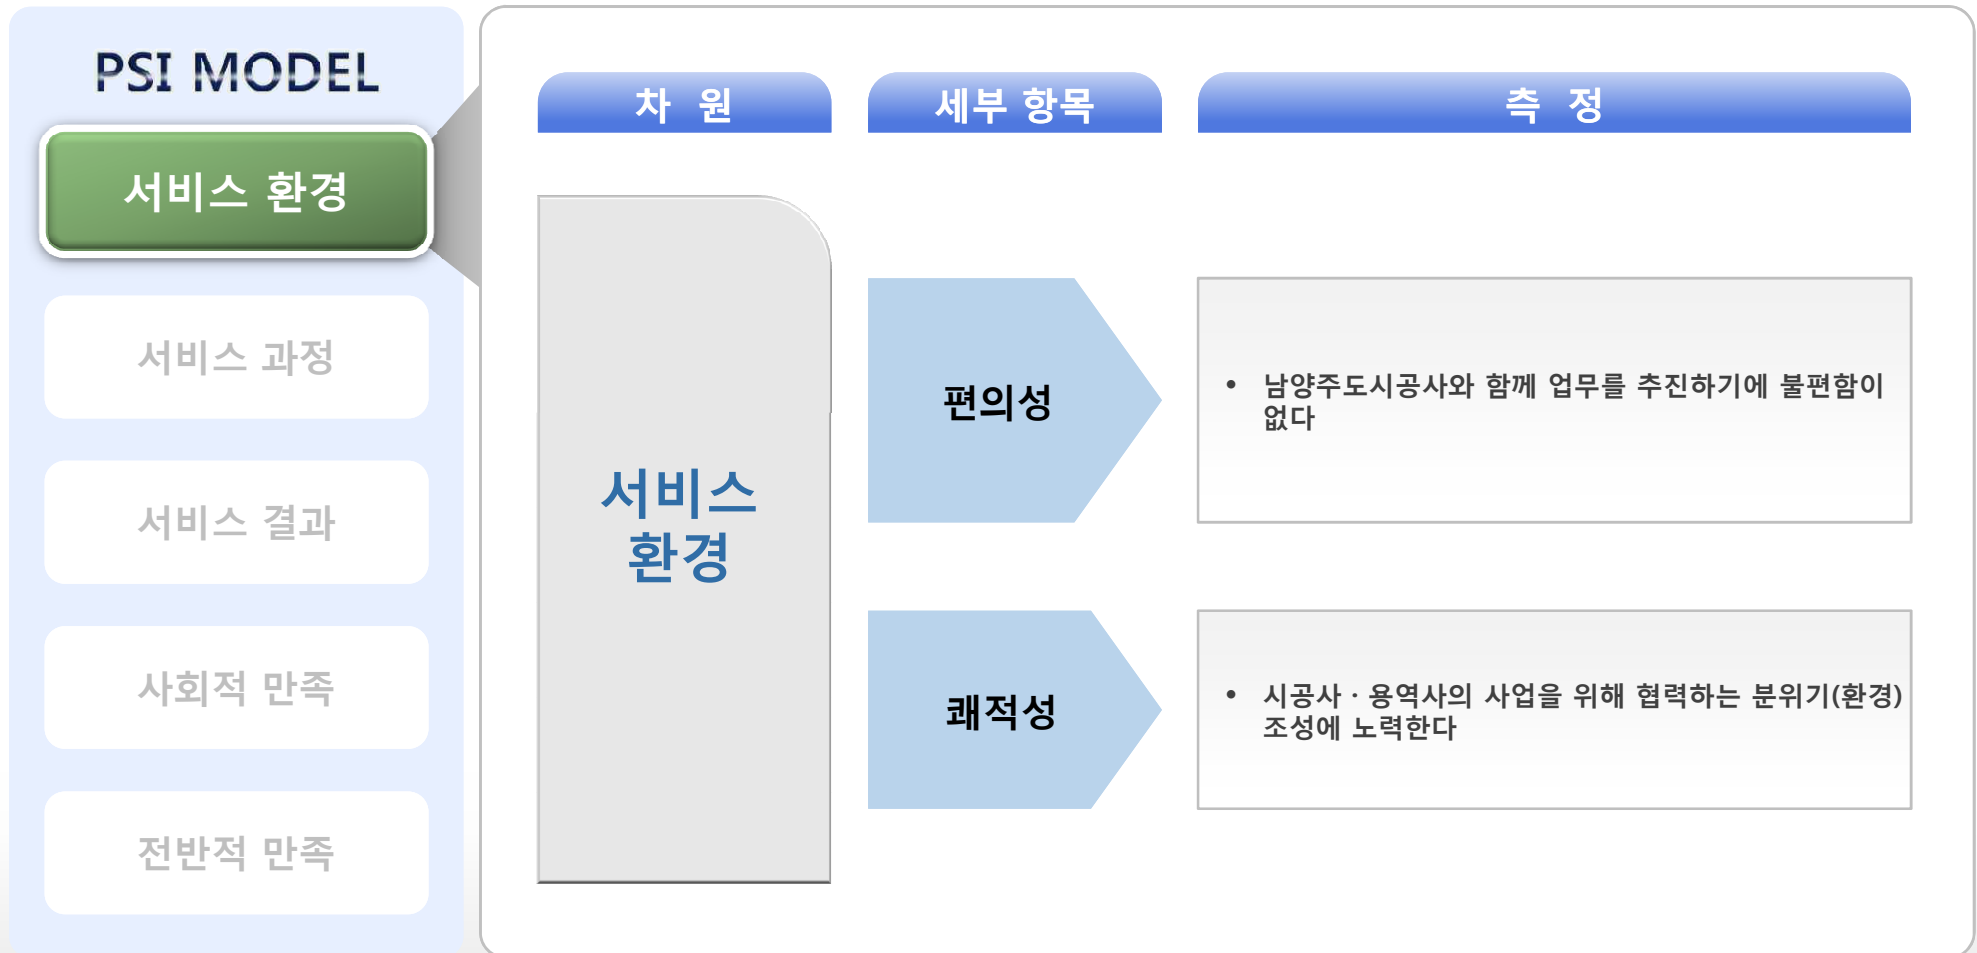 PSI MODEL
서비스 환경
서비스 과정
서비스 결과
사회적 만족
전반적 만족
차 원
세부 항목
측 정
서비스
환경
편의성
• 남양주도시공사와 함께 업무를 추진하기에 불편함이
없다
쾌적성
• 시공사 · 용역사의 사업을 위해 협력하는 분위기(환경)
조성에 노력한다